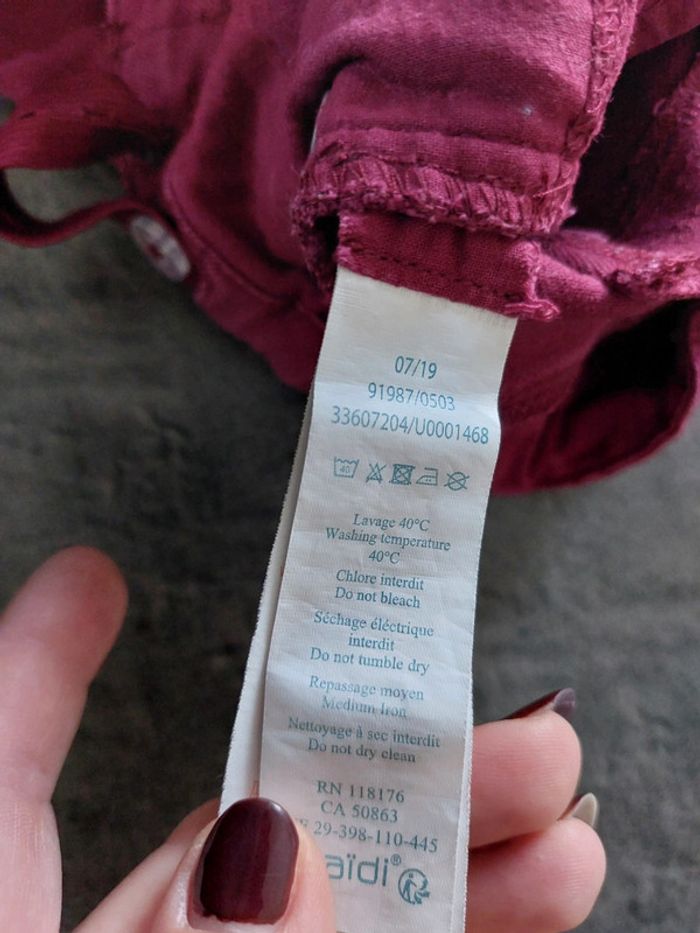 07/19
91987/0503
33607204/U0001468
40
Lavage 40°C
Washing temperature
40°C
Chlore interdit
Do not bleach
Séchage éléctrique
interdit
Do not tumble dry
Repassage moyen
Medium Iron
Nettoyage à sec interdit
Do not dry clean
RN 118176
CA 50863
29-398-110-445
aïdi®